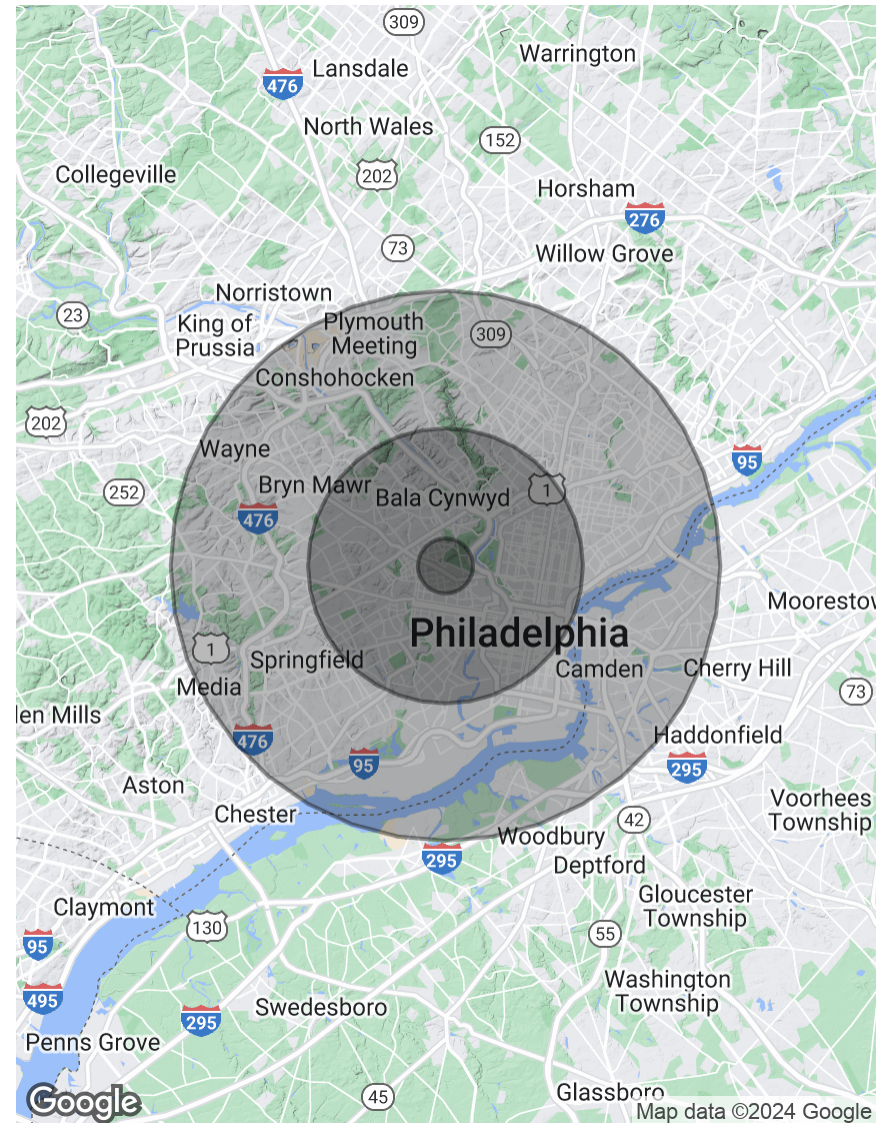 309
Warrington
Lansdale
476
North Wales
152
202
Collegeville
Horsham
276
73
Willow Grove
Norristown
23
King of
Prussia
Plymouth
Meeting
309
Conshohocken
202
Wayne
95
252
Bryn Mawr
Bala Cynwyd
1
476
Moorestow
Philadelphia
1
Springfield
Camden
Cherry Hill
Media
73
len Mills
476
Haddonfield
95
295
Aston
Chester
Voorhees
Township
42
Woodbury
295
Deptford
Claymont
Gloucester
Township
130
55
95
495
Washington
Township
Swedesboro
295
Penns Grove
Glassboro
45
Google
Map data ©2024 Google